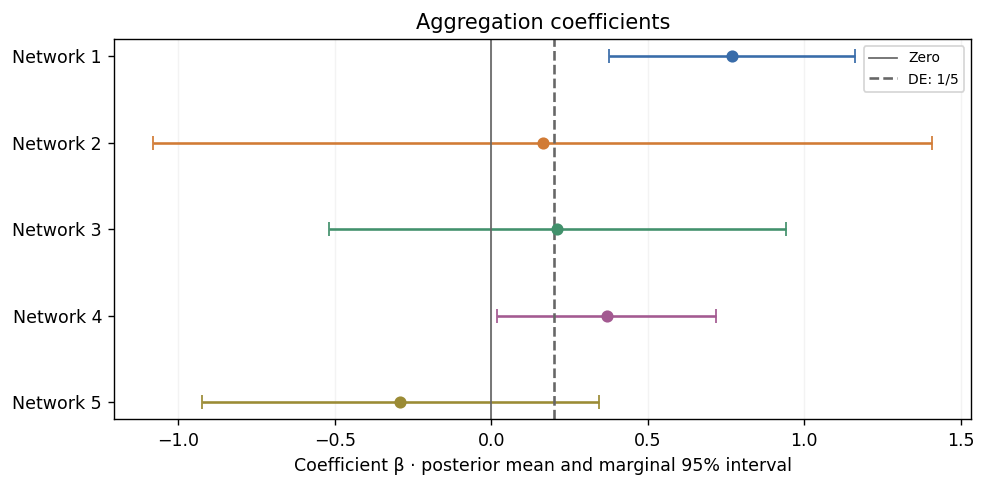 Aggregation coefficients
Network 1
Network 2
Network 3
Network 4
Network 5
Zero
DE: 1/5
−1.0
−0.5
0.0
0.5
1.0
1.5
Coefficient β · posterior mean and marginal 95% interval